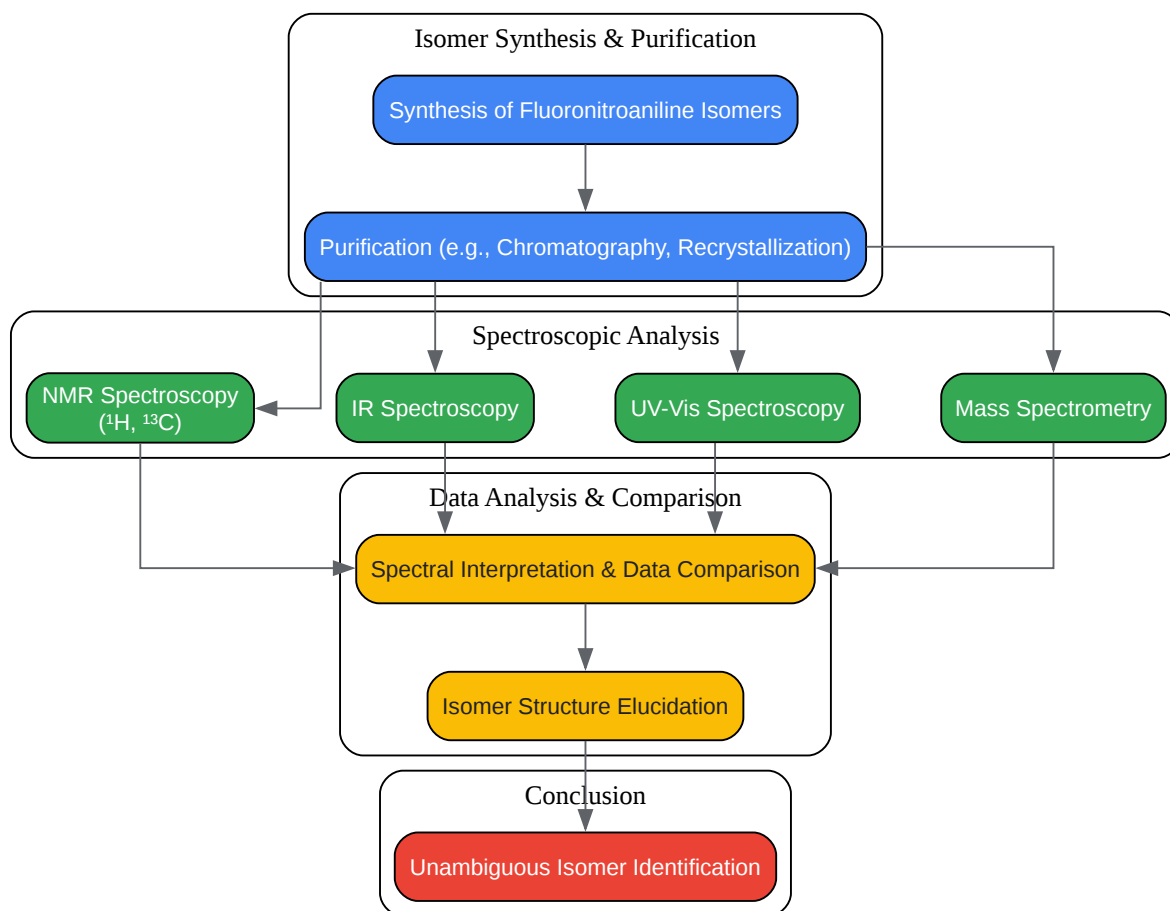 Isomer Synthesis & Purification
Synthesis of Fluoronitroaniline Isomers
Purification (e.g., Chromatography, Recrystallization)
Spectroscopic Analysis
NMR Spectroscopy
(¹H, ¹³C)
IR Spectroscopy
UV-Vis Spectroscopy
Mass Spectrometry
Data Analysis & Comparison
Spectral Interpretation & Data Comparison
Isomer Structure Elucidation
Conclusion
Unambiguous Isomer Identification